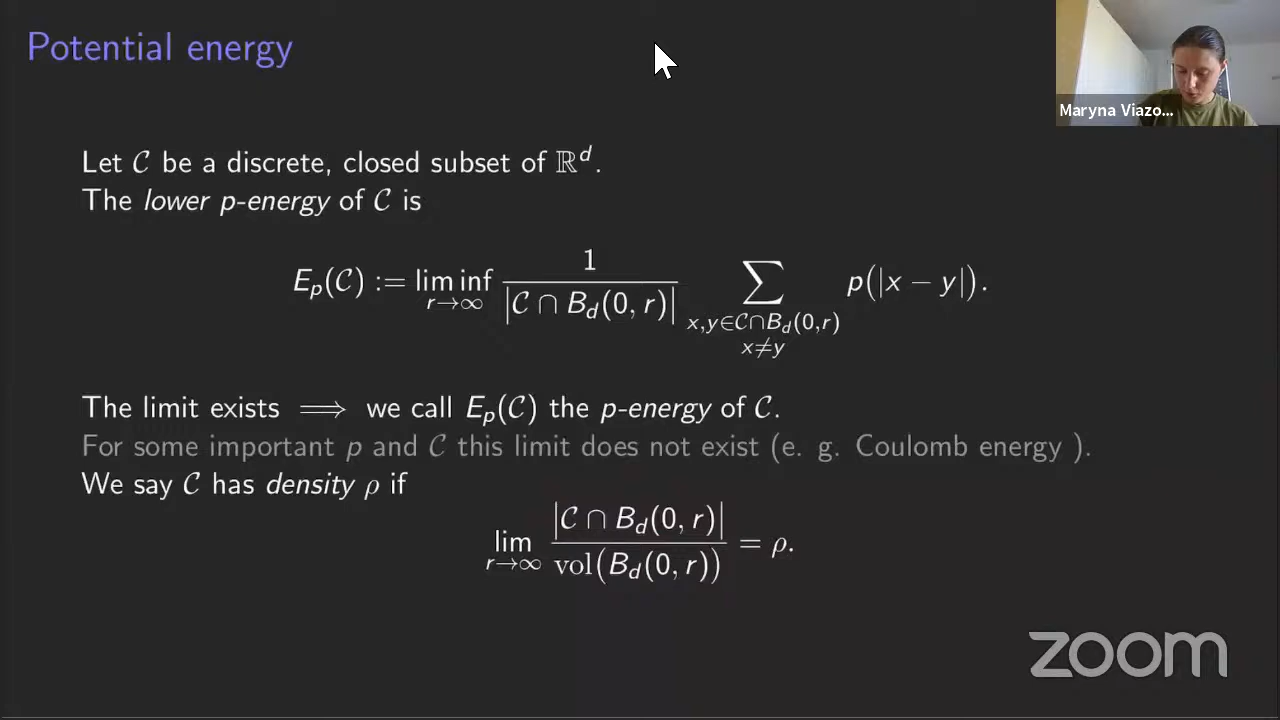 Potential energy
Maryna Viazo...
Let 𝒞 be a discrete, closed subset of ℝᵈ.
The lower p-energy of 𝒞 is
E_p(𝒞) := lim inf_{r→∞} 1 / |𝒞 ∩ B_d(0, r)| ∑_{x,y∈𝒞∩B_d(0,r) x≠y} p(|x − y|).
The limit exists ⟹ we call E_p(𝒞) the p-energy of 𝒞.
For some important p and 𝒞 this limit does not exist (e. g. Coulomb energy ).
We say 𝒞 has density ρ if
lim_{r→∞} |𝒞 ∩ B_d(0, r)| / vol(B_d(0, r)) = ρ.
zoom